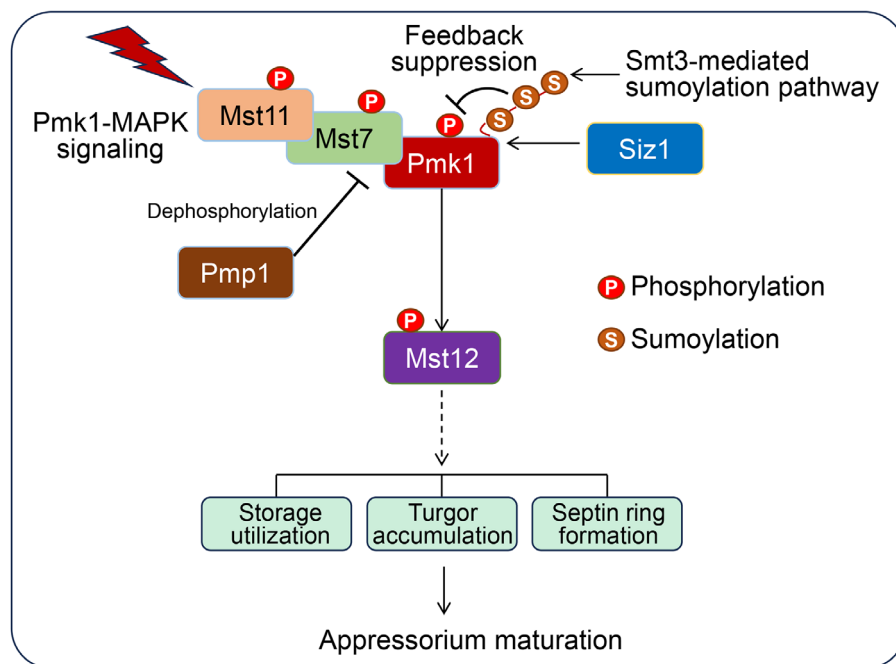 Feedback
suppression
Smt3-mediated
sumoylation pathway
P
P
P
S
S
S
Pmk1-MAPK
signaling
Mst11
Mst7
Pmk1
Siz1
Dephosphorylation
Pmp1
P Phosphorylation
S Sumoylation
P
Mst12
Storage
utilization
Turgor
accumulation
Septin ring
formation
Appressorium maturation